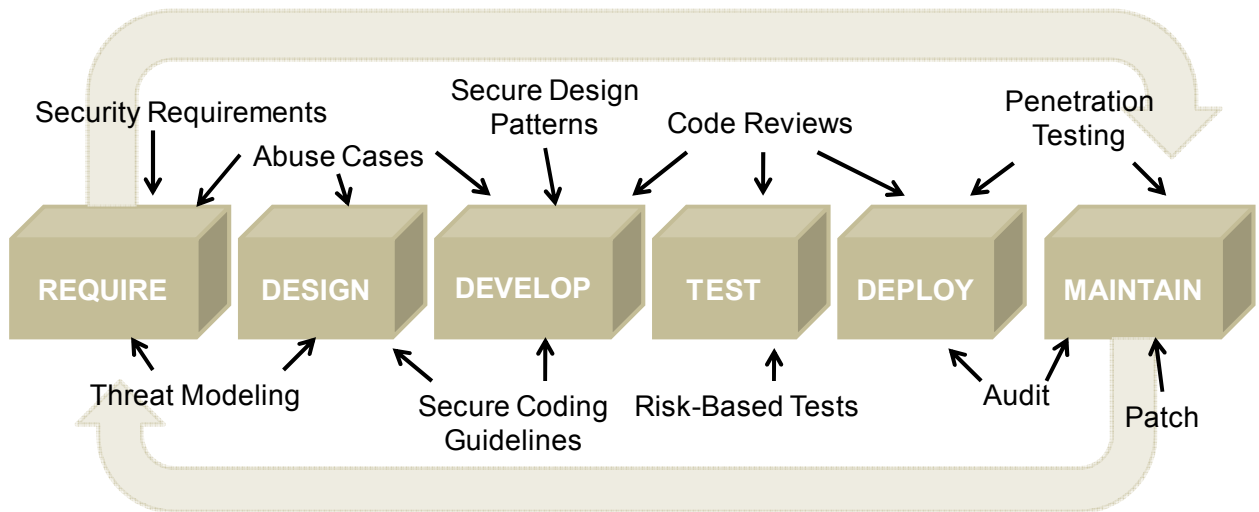 Security Requirements
Abuse Cases
Secure Design
Patterns
Code Reviews
Penetration
Testing
REQUIRE
DESIGN
DEVELOP
TEST
DEPLOY
MAINTAIN
Threat Modeling
Secure Coding
Guidelines
Risk-Based Tests
Audit
Patch